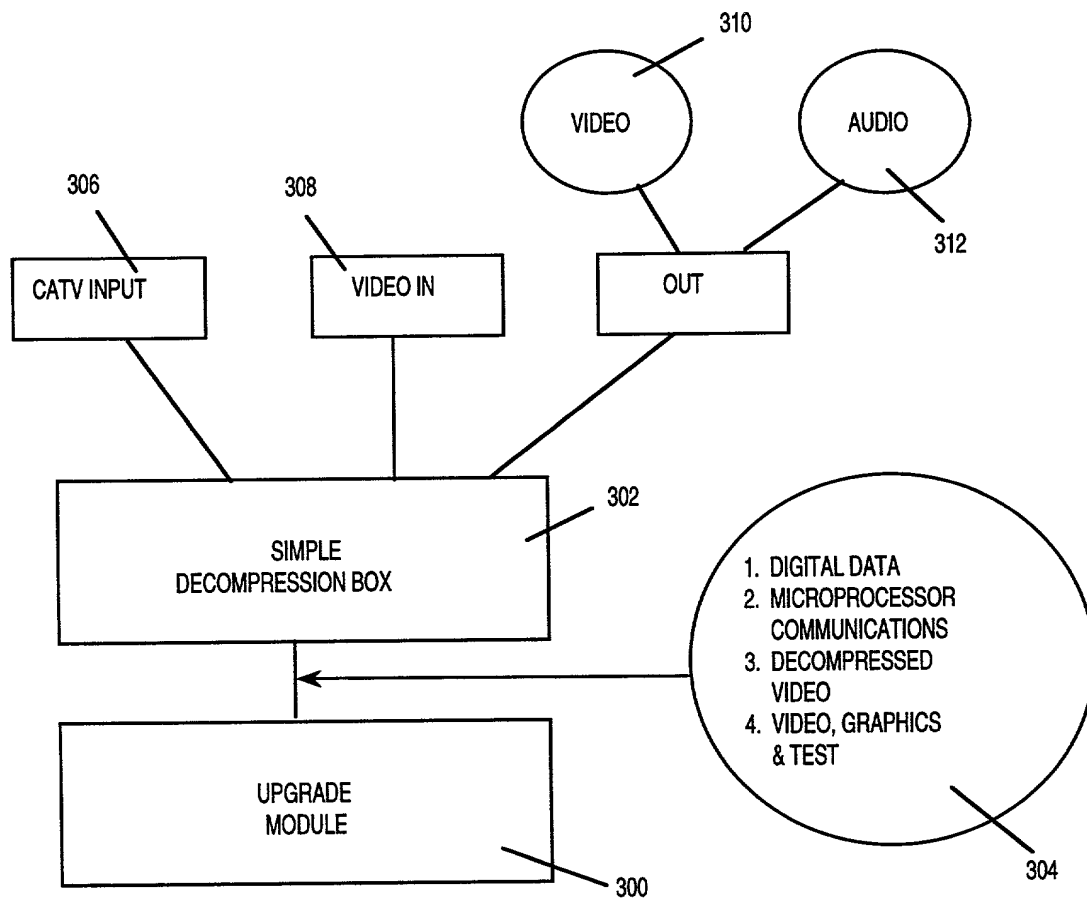 310
VIDEO
AUDIO
306
308
312
CATV INPUT
VIDEO IN
OUT
302
SIMPLE
DECOMPRESSION BOX
1. DIGITAL DATA
2. MICROPROCESSOR
COMMUNICATIONS
3. DECOMPRESSED
VIDEO
4. VIDEO, GRAPHICS
& TEST
UPGRADE
MODULE
304
300